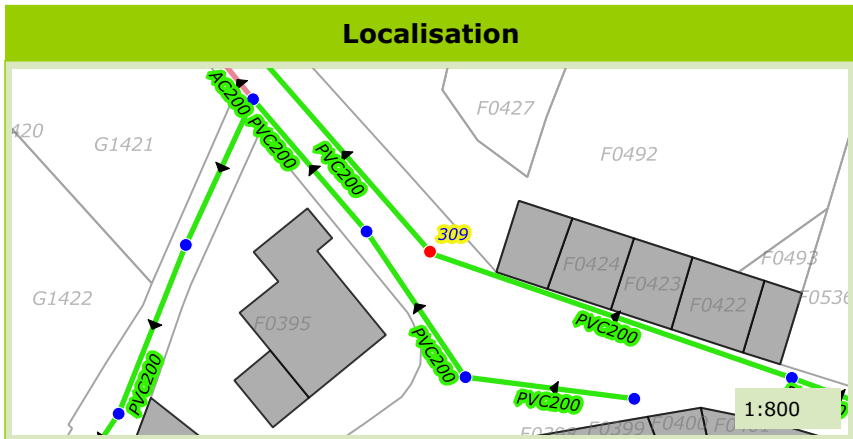 Localisation
AC200
PVC200
PVC200
F0427
420
G1421
F0492
309
F0493
F0424
F0423
F0422
F0536
G1422
F0395
PVC200
PVC200
PVC200
PVC200
1:800
F0399
F0400